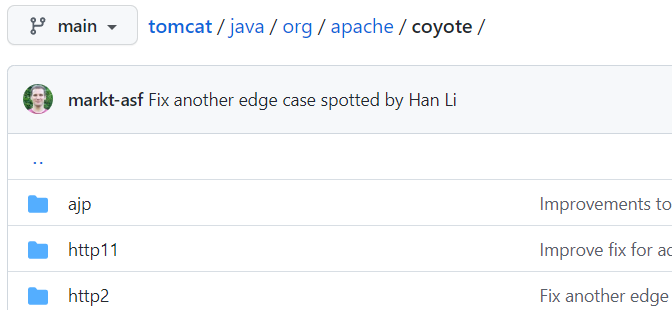 main tomcat / java / org / apache / coyote /
markt-asf Fix another edge case spotted by Han Li
..
ajp Improvements to
http11 Improve fix for ac
http2 Fix another edge